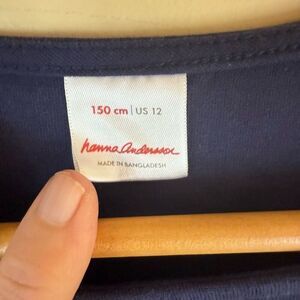 150 cm | US 12
hanna Andersson
MADE IN BANGLADESH